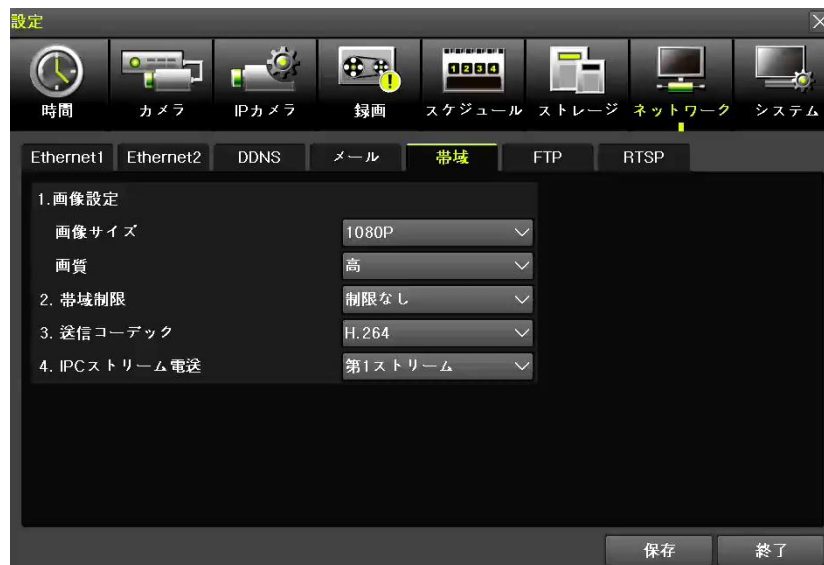 設定
時間 カメラ IPカメラ 録画 スケジュール ストレージ ネットワーク システム
Ethernet1 Ethernet2 DDNS メール 帯域 FTP RTSP
1.画像設定
画像サイズ 1080P
画質 高
2. 帯域制限 制限なし
3. 送信コーデック H.264
4. IPCストリーム電送 第1ストリーム
保存 終了